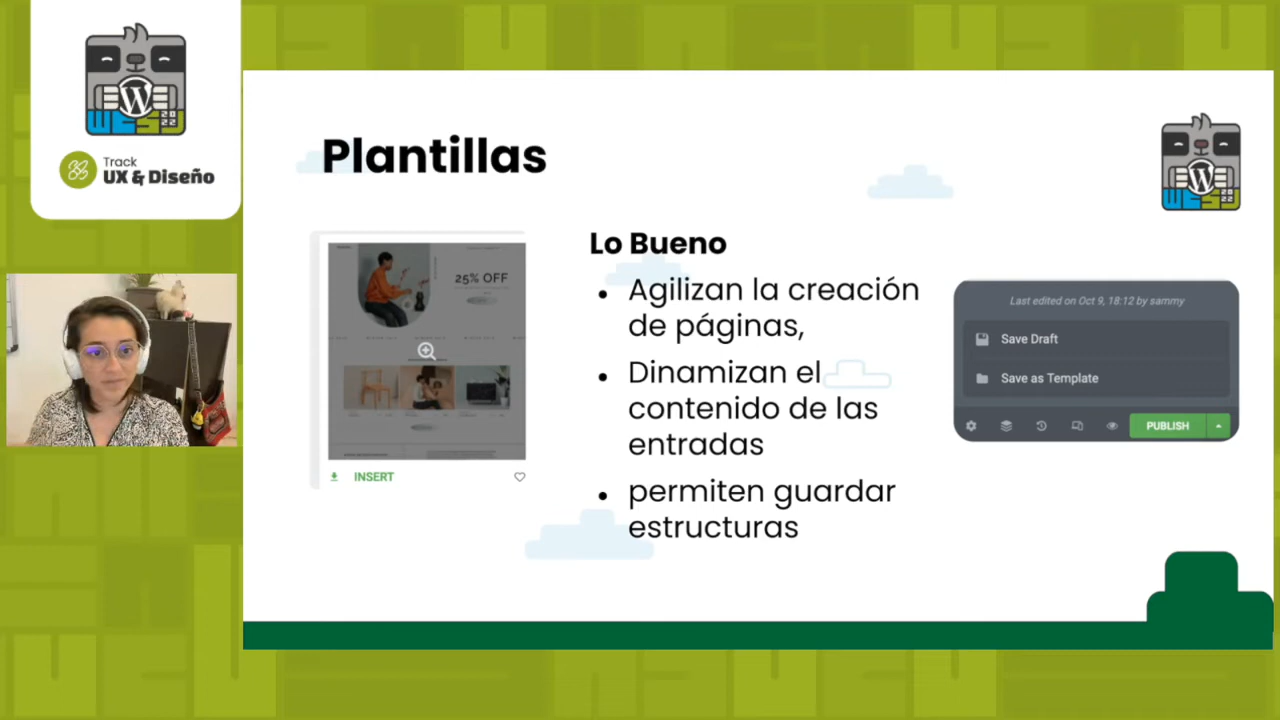 Track
UX & Diseño
Plantillas
25% OFF
INSERT
Lo Bueno
• Agilizan la creación
de páginas,
• Dinamizan el
contenido de las
entradas
• permiten guardar
estructuras
Last edited on Oct 9, 18:12 by sammy
Save Draft
Save as Template
PUBLISH
WESJ
2022